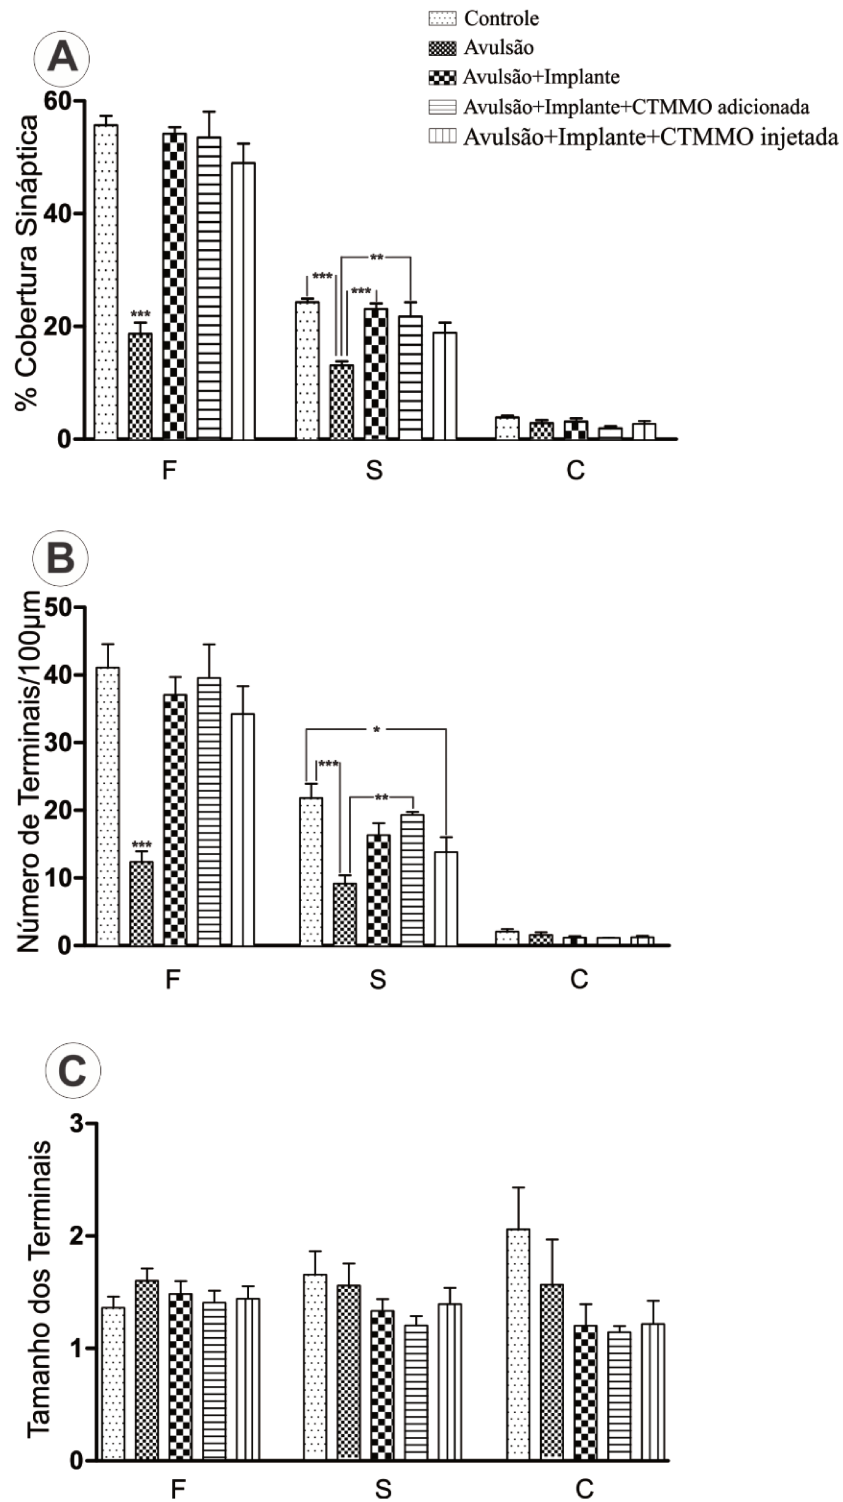 Controle
Avulsão
Avulsão+Implante
Avulsão+Implante+CTMMO adicionada
Avulsão+Implante+CTMMO injetada
A
% Cobertura Sináptica
60
40
20
0
***
***
***
**
F
S
C
B
Número de Terminais/100µm
50
40
30
20
10
0
***
*
***
**
F
S
C
C
Tamanho dos Terminais
3
2
1
0
F
S
C